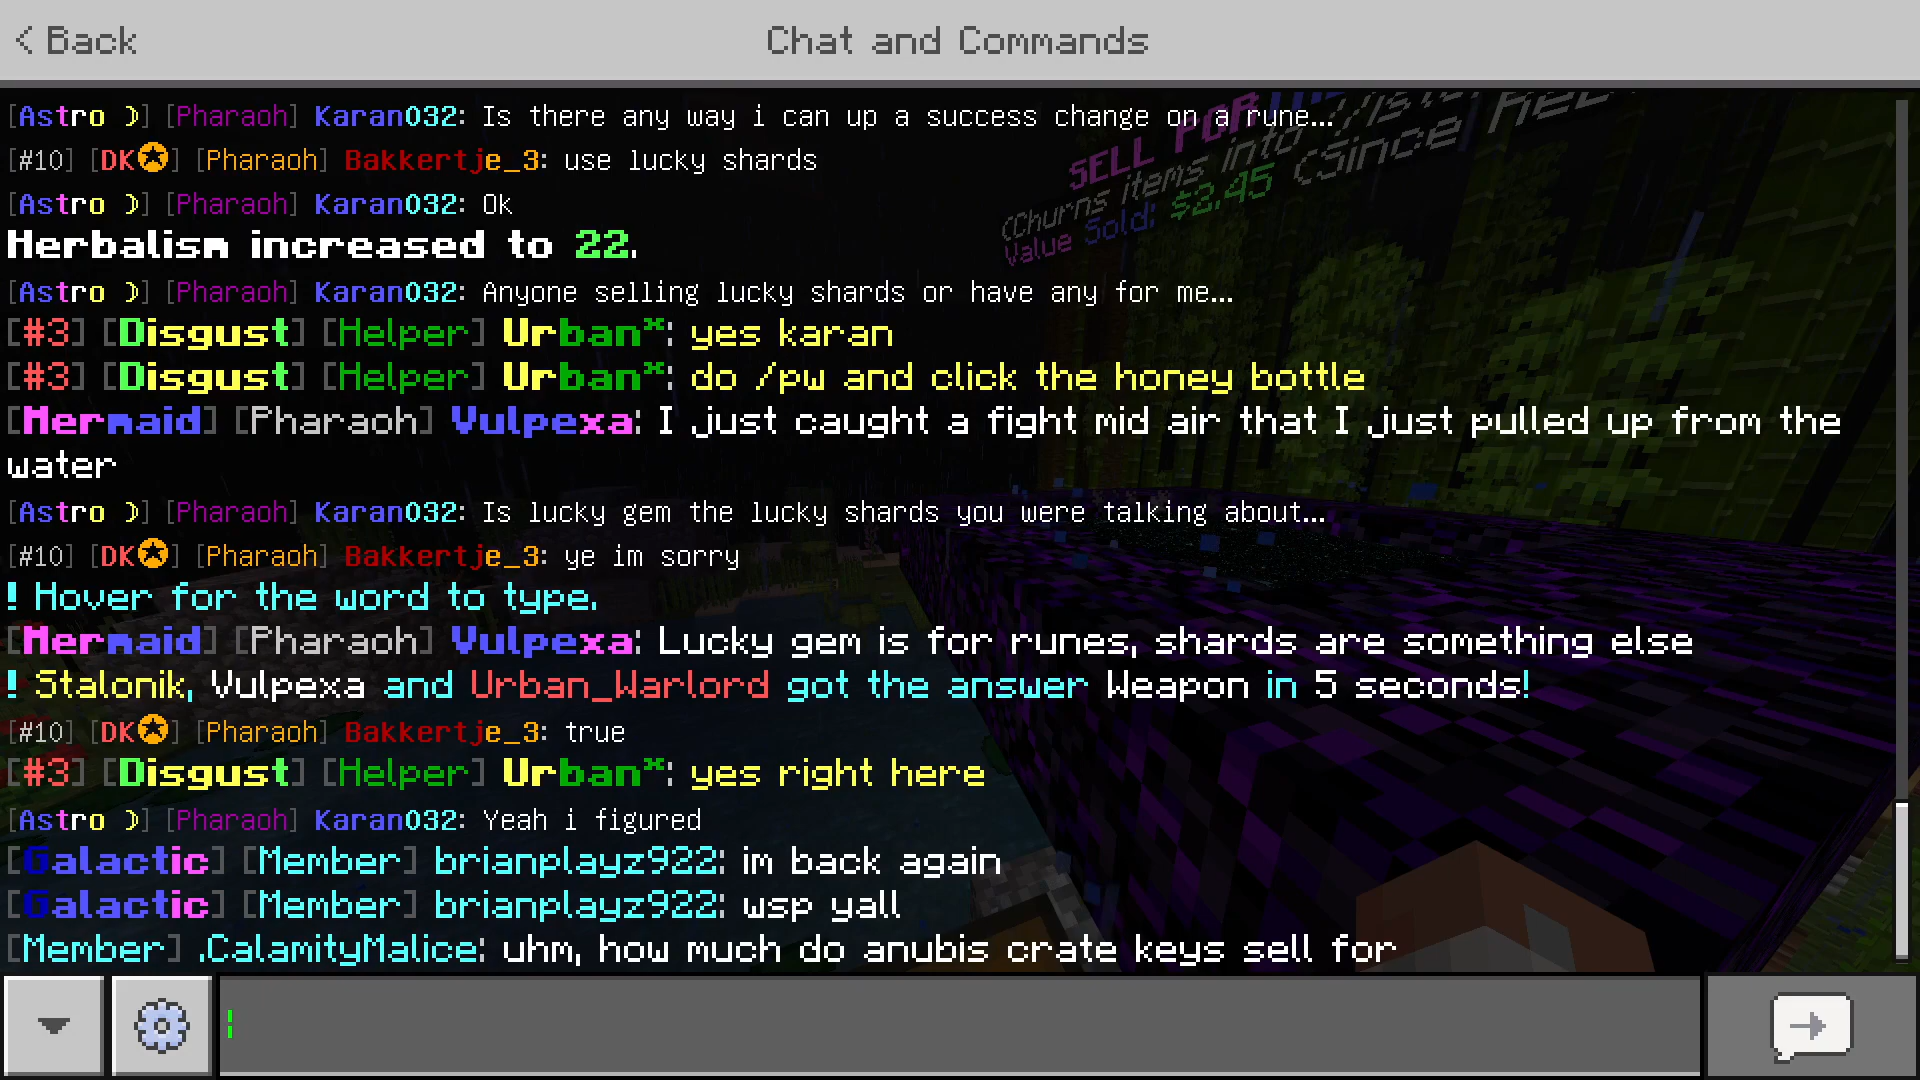 < Back
Chat and Commands
[Astro ☽] [Pharaoh] Karan032: Is there any way i can up a success change on a rune...
[#10] [DK✪] [Pharaoh] Bakkertje_3: use lucky shards
[Astro ☽] [Pharaoh] Karan032: Ok
Herbalism increased to 22.
[Astro ☽] [Pharaoh] Karan032: Anyone selling lucky shards or have any for me...
[#3] [Disgust] [Helper] Urban*: yes karan
[#3] [Disgust] [Helper] Urban*: do /pw and click the honey bottle
[Mermaid] [Pharaoh] Vulpexa: I just caught a fight mid air that I just pulled up from the
water
[Astro ☽] [Pharaoh] Karan032: Is lucky gem the lucky shards you were talking about...
[#10] [DK✪] [Pharaoh] Bakkertje_3: ye im sorry
! Hover for the word to type.
[Mermaid] [Pharaoh] Vulpexa: Lucky gem is for runes, shards are something else
! Stalonik, Vulpexa and Urban_Warlord got the answer Weapon in 5 seconds!
[#10] [DK✪] [Pharaoh] Bakkertje_3: true
[#3] [Disgust] [Helper] Urban*: yes right here
[Astro ☽] [Pharaoh] Karan032: Yeah i figured
[Galactic] [Member] brianplayz922: im back again
[Galactic] [Member] brianplayz922: wsp yall
[Member] .CalamityMalice: uhm, how much do anubis crate keys sell for
SELL FOR
(Churns items into
(Since
Value Sold: $2.45